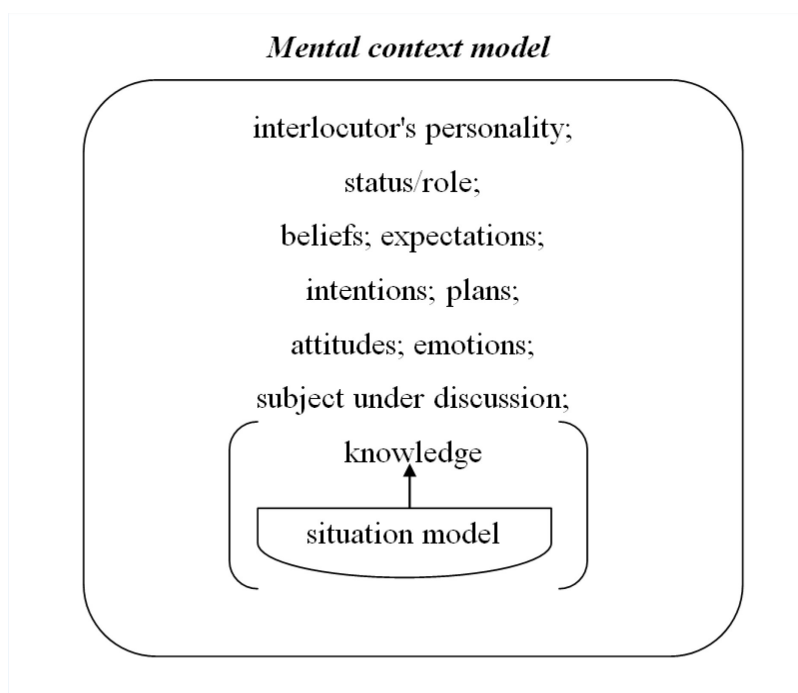 Mental context model
interlocutor's personality;
status/role;
beliefs; expectations;
intentions; plans;
attitudes; emotions;
subject under discussion;
knowledge
situation model